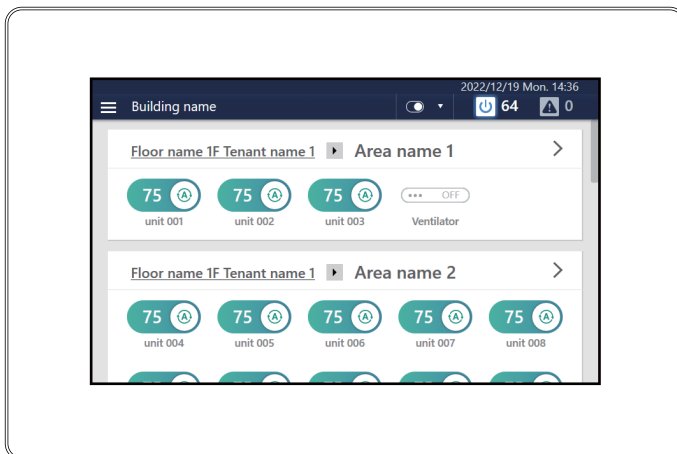 2022/12/19 Mon. 14:36
Building name 64 0
Floor name 1F Tenant name 1 Area name 1
75 A 75 A 75 A ••• OFF
unit 001 unit 002 unit 003 Ventilator
Floor name 1F Tenant name 1 Area name 2
75 A 75 A 75 A 75 A 75 A
unit 004 unit 005 unit 006 unit 007 unit 008